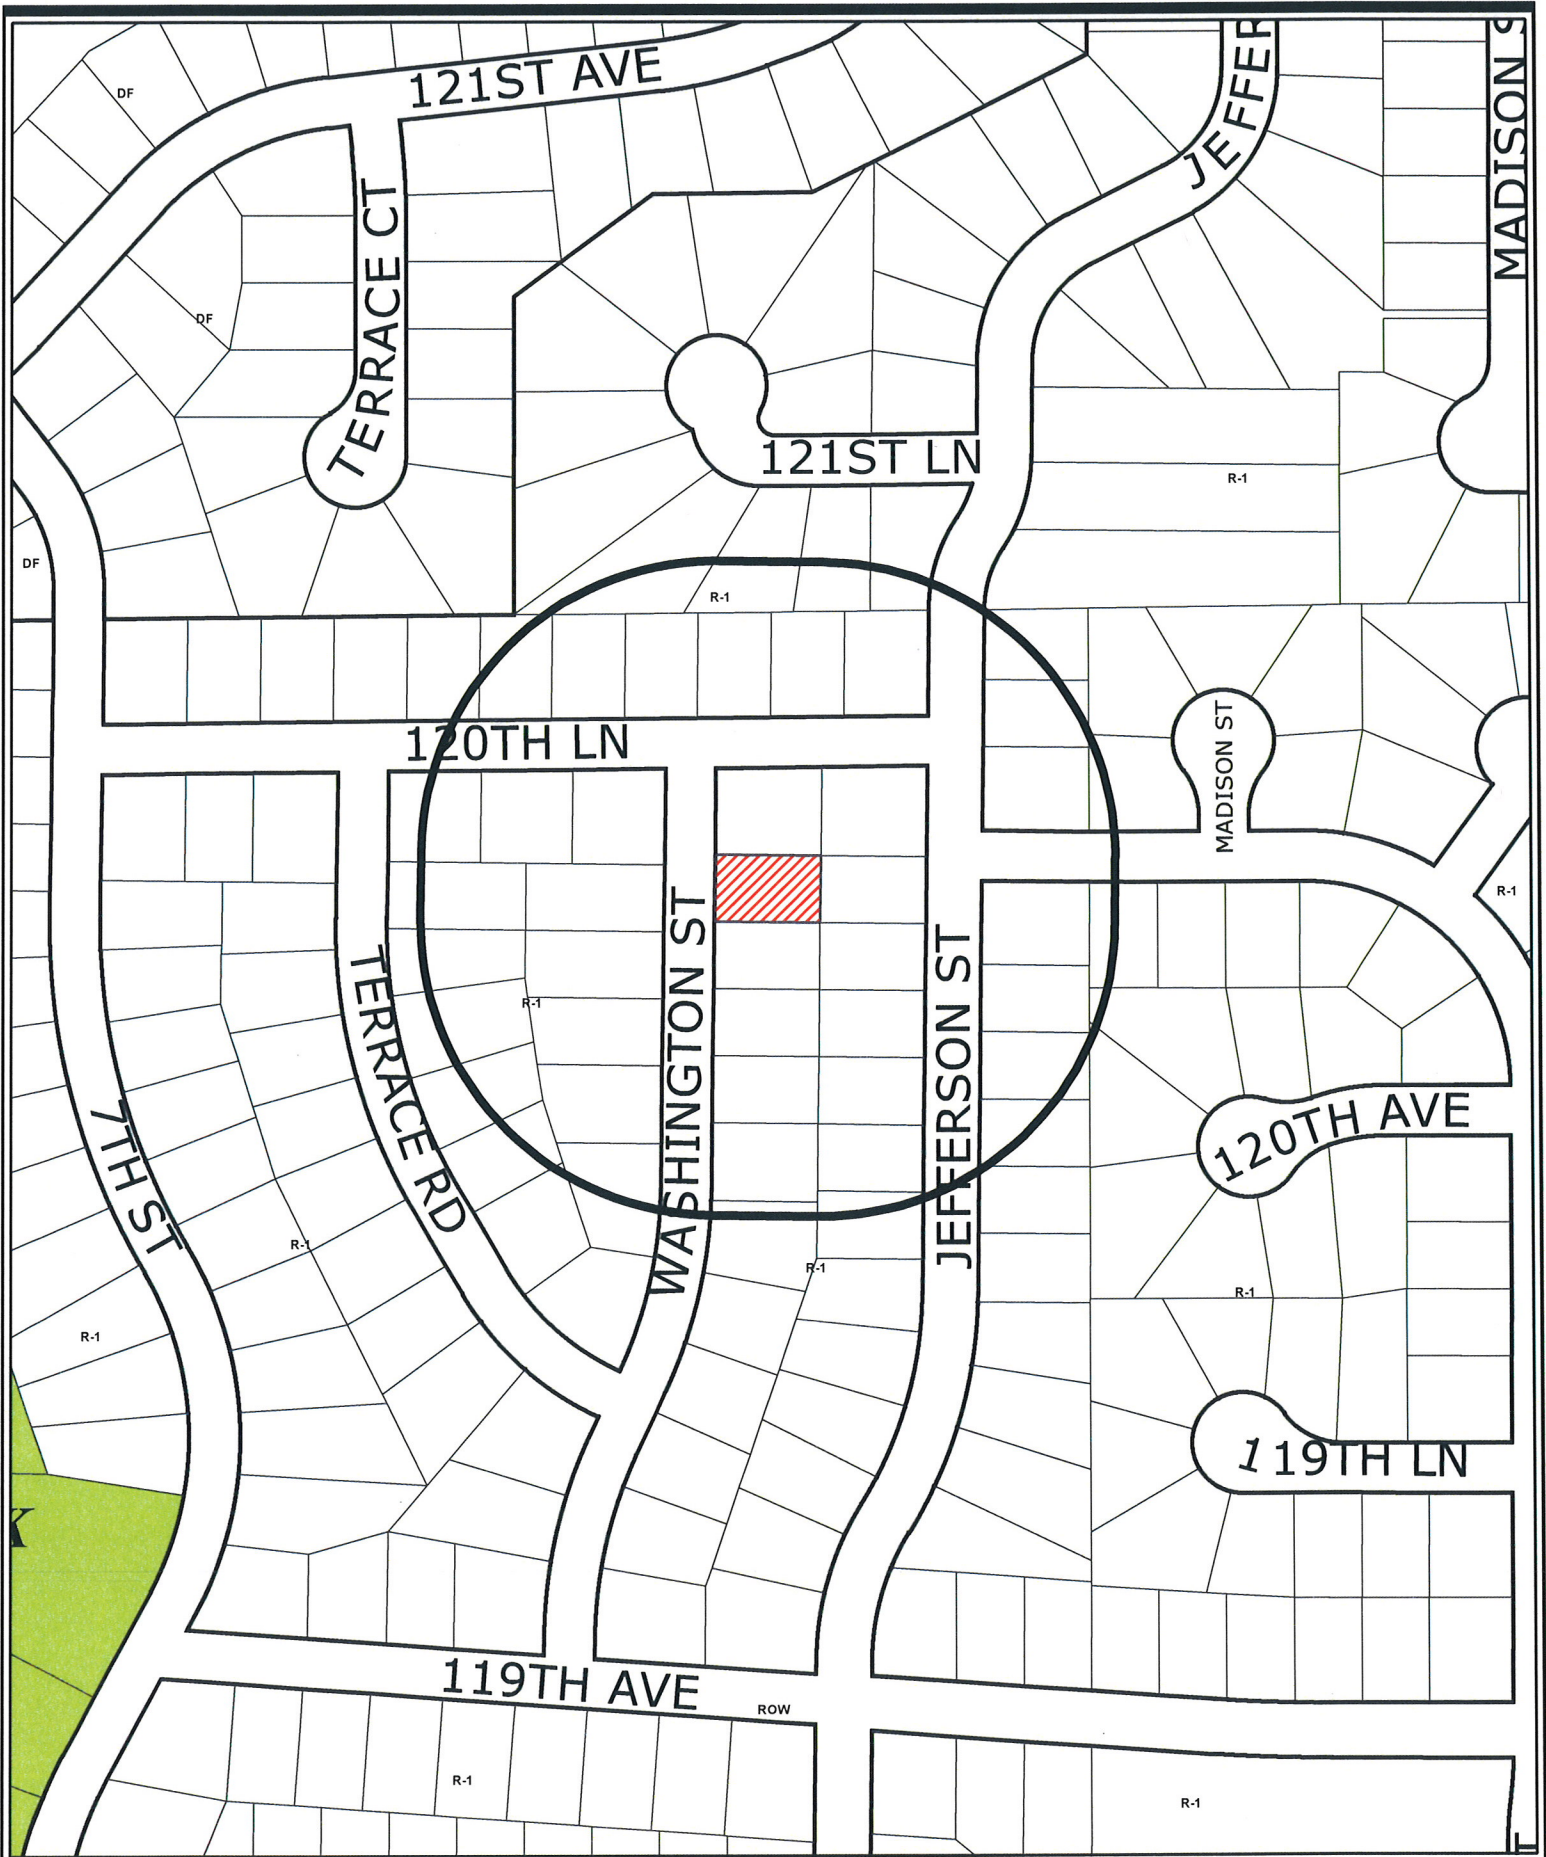 121ST AVE
DF
JEFFER
MADISON S
TERRACE CT
DF
121ST LN
R-1
DF
R-1
120TH LN
MADISON ST
R-1
WASHINGTON ST
JEFFERSON ST
TERRACE RD
R-1
7TH ST
120TH AVE
R-1
R-1
R-1
R-1
119TH LN
K
119TH AVE
ROW
R-1
R-1
T